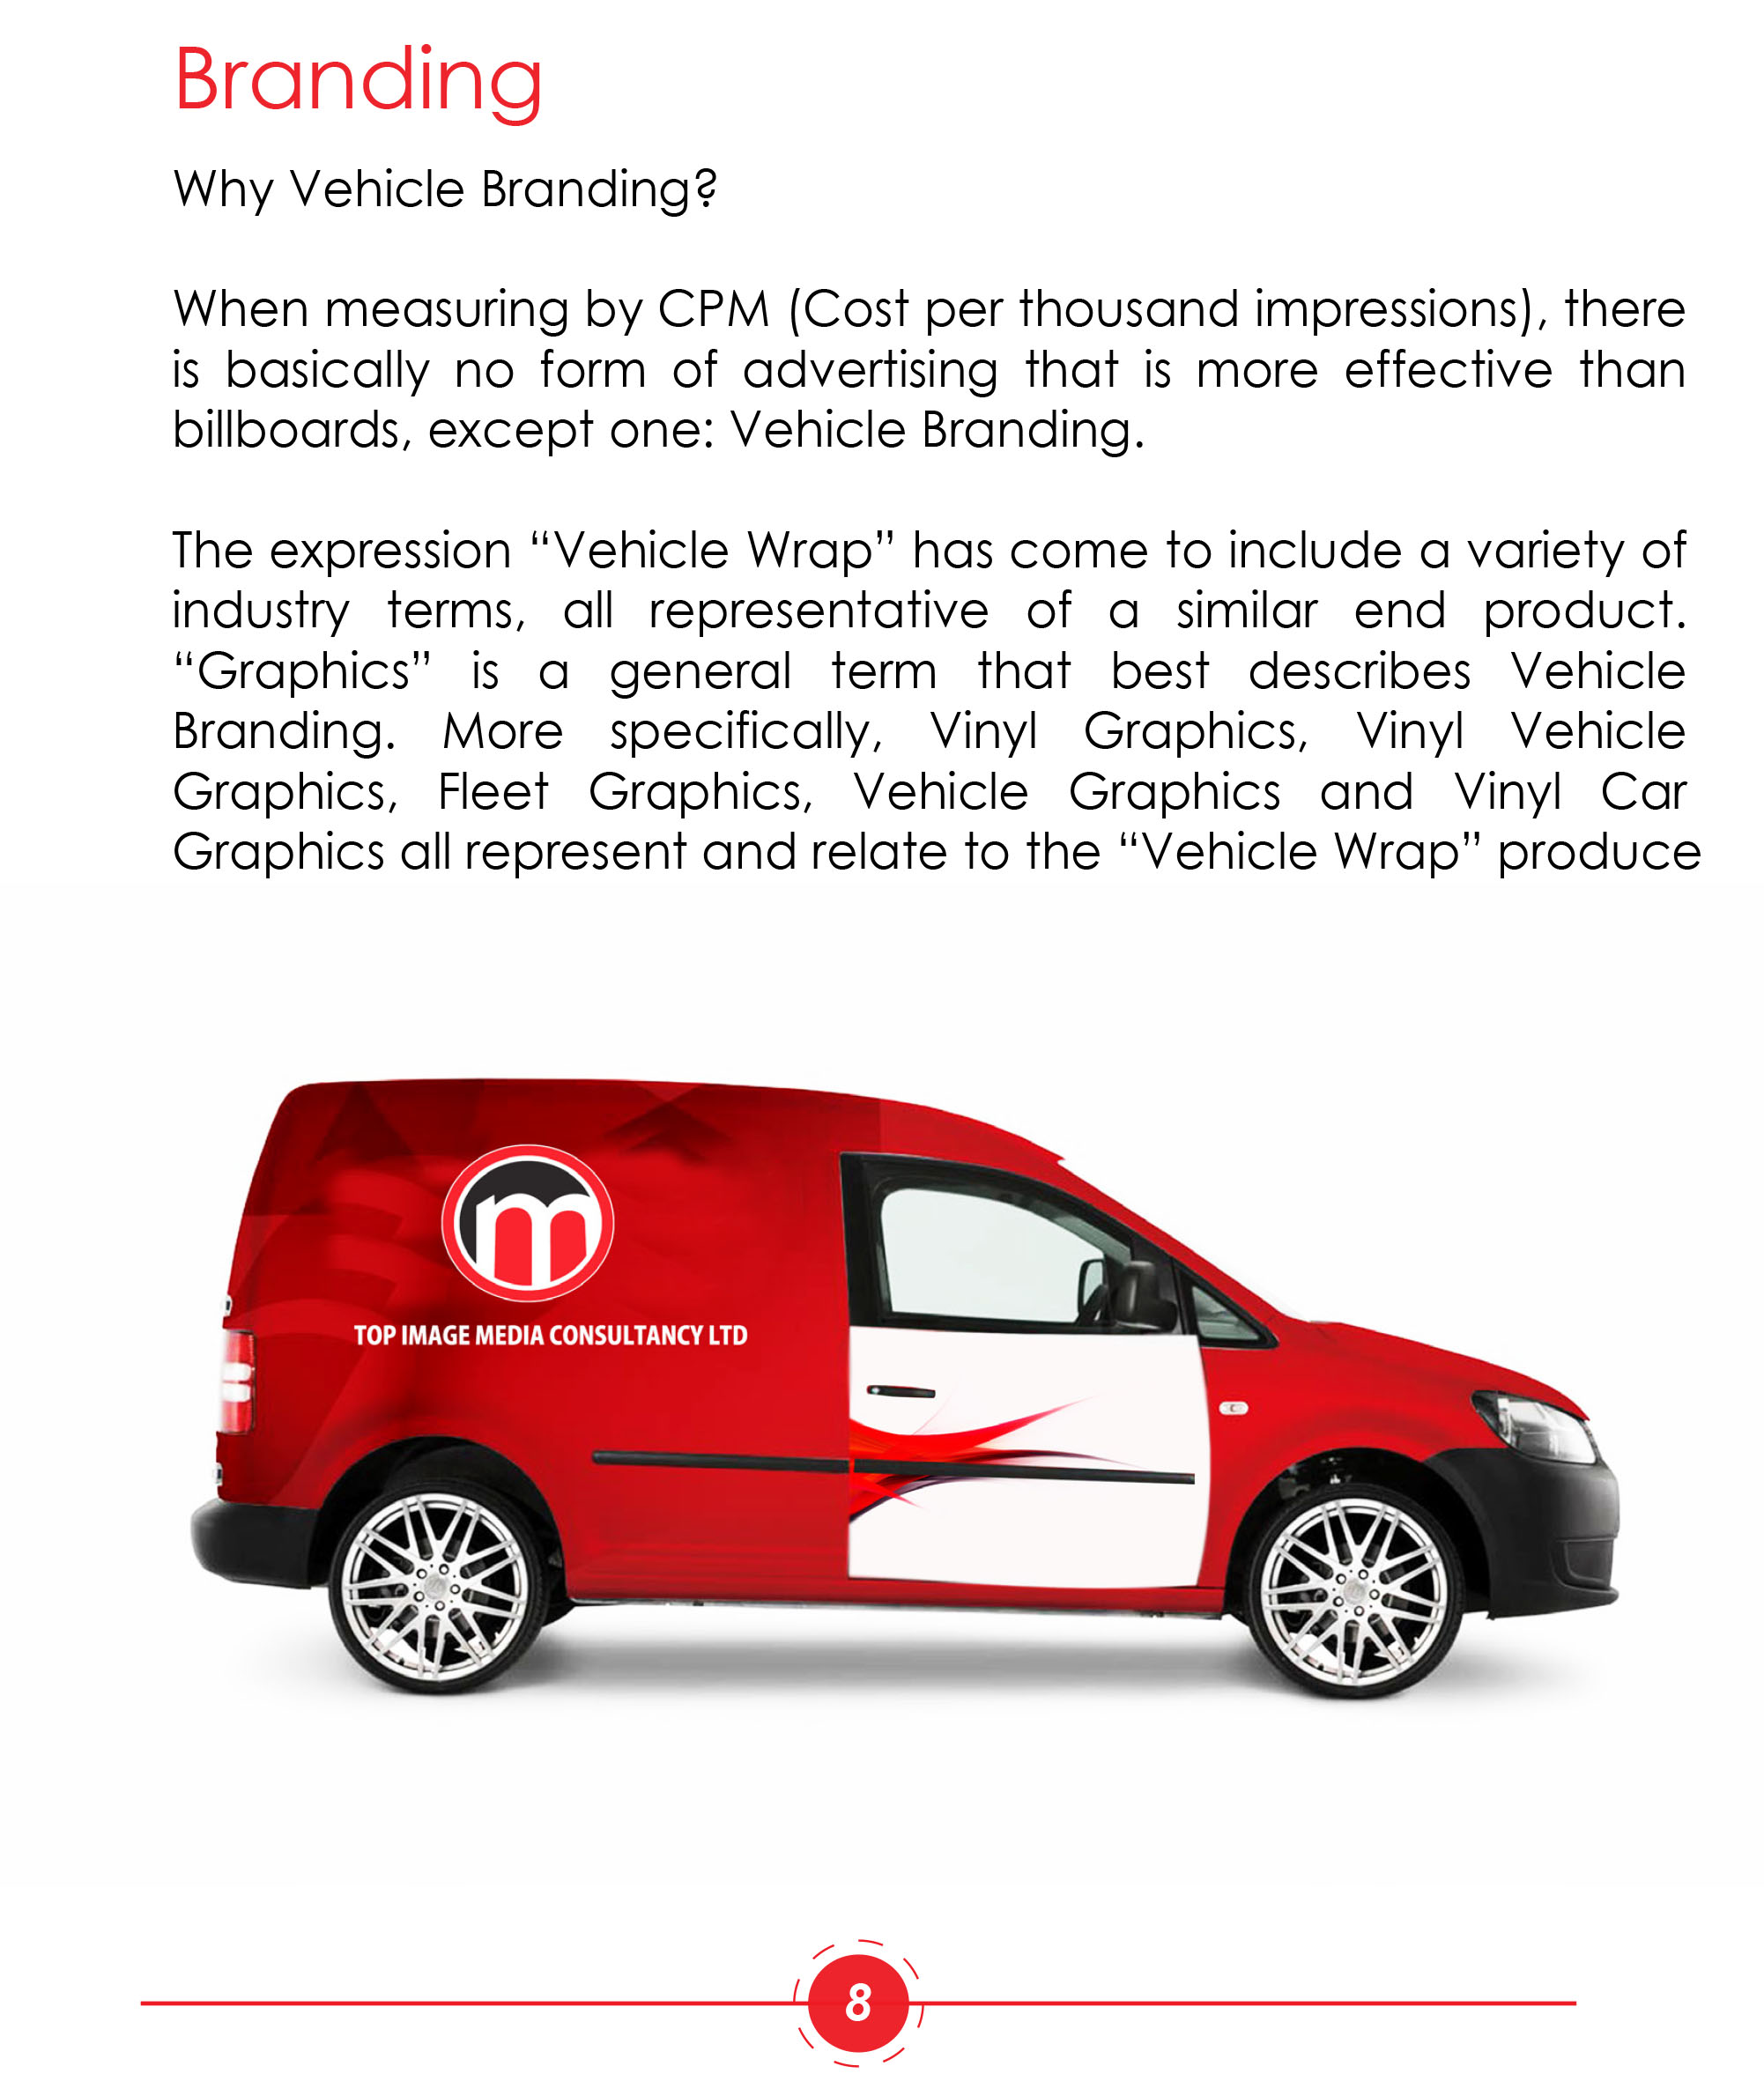 Branding
Why Vehicle Branding?
When measuring by CPM (Cost per thousand impressions), there
is basically no form of advertising that is more effective than
billboards, except one: Vehicle Branding.
The expression “Vehicle Wrap” has come to include a variety of
industry terms, all representative of a similar end product.
“Graphics” is a general term that best describes Vehicle
Branding. More specifically, Vinyl Graphics, Vinyl Vehicle
Graphics, Fleet Graphics, Vehicle Graphics and Vinyl Car
Graphics all represent and relate to the “Vehicle Wrap” produce
m
TOP IMAGE MEDIA CONSULTANCY LTD
8